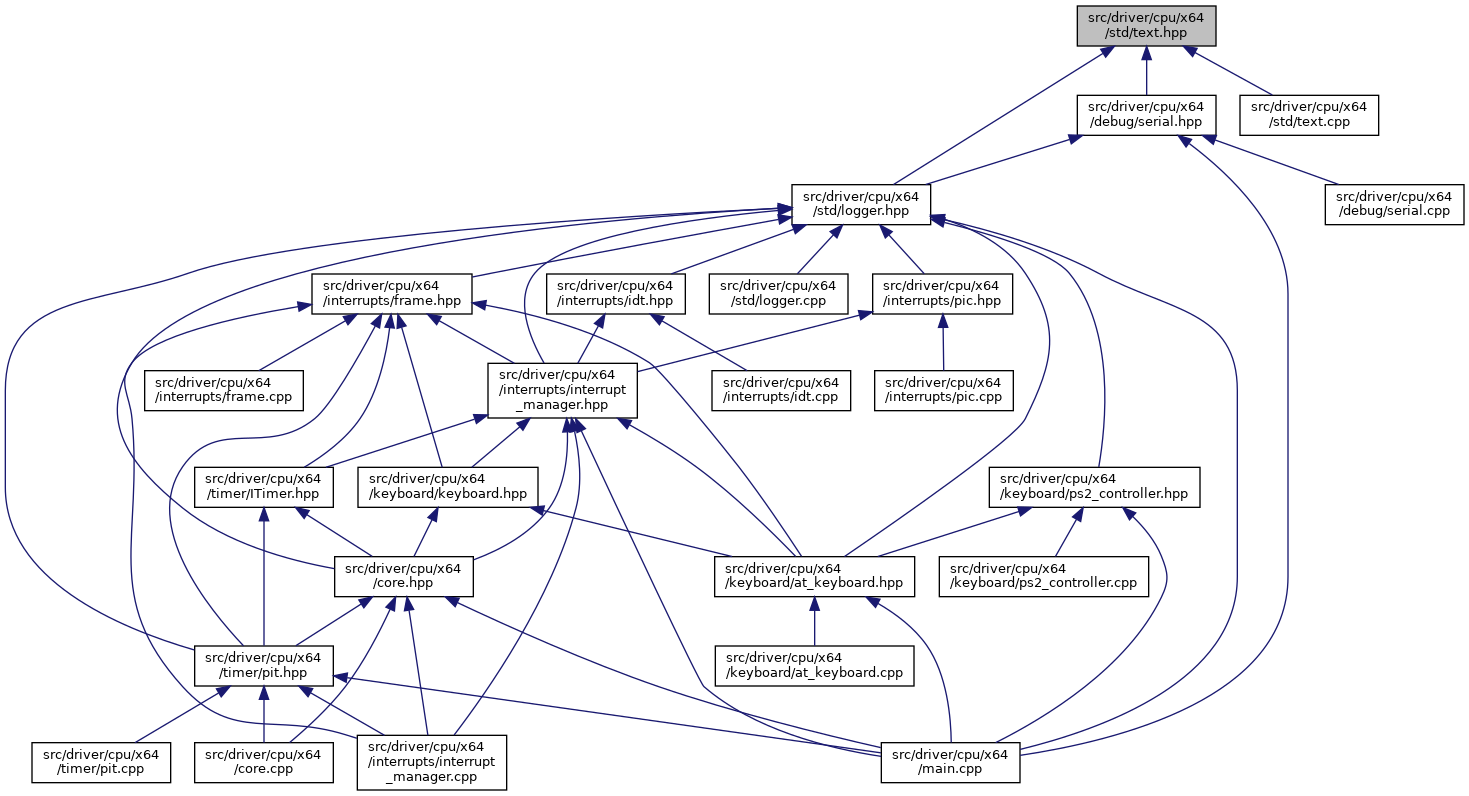 src/driver/cpu/x64
/std/text.hpp
src/driver/cpu/x64
/debug/serial.hpp
src/driver/cpu/x64
/std/text.cpp
src/driver/cpu/x64
/std/logger.hpp
src/driver/cpu/x64
/debug/serial.cpp
src/driver/cpu/x64
/interrupts/frame.hpp
src/driver/cpu/x64
/interrupts/idt.hpp
src/driver/cpu/x64
/std/logger.cpp
src/driver/cpu/x64
/interrupts/pic.hpp
src/driver/cpu/x64
/interrupts/frame.cpp
src/driver/cpu/x64
/interrupts/interrupt
_manager.hpp
src/driver/cpu/x64
/interrupts/idt.cpp
src/driver/cpu/x64
/interrupts/pic.cpp
src/driver/cpu/x64
/timer/ITimer.hpp
src/driver/cpu/x64
/keyboard/keyboard.hpp
src/driver/cpu/x64
/keyboard/ps2_controller.hpp
src/driver/cpu/x64
/core.hpp
src/driver/cpu/x64
/keyboard/at_keyboard.hpp
src/driver/cpu/x64
/keyboard/ps2_controller.cpp
src/driver/cpu/x64
/timer/pit.hpp
src/driver/cpu/x64
/keyboard/at_keyboard.cpp
src/driver/cpu/x64
/timer/pit.cpp
src/driver/cpu/x64
/core.cpp
src/driver/cpu/x64
/interrupts/interrupt
_manager.cpp
src/driver/cpu/x64
/main.cpp